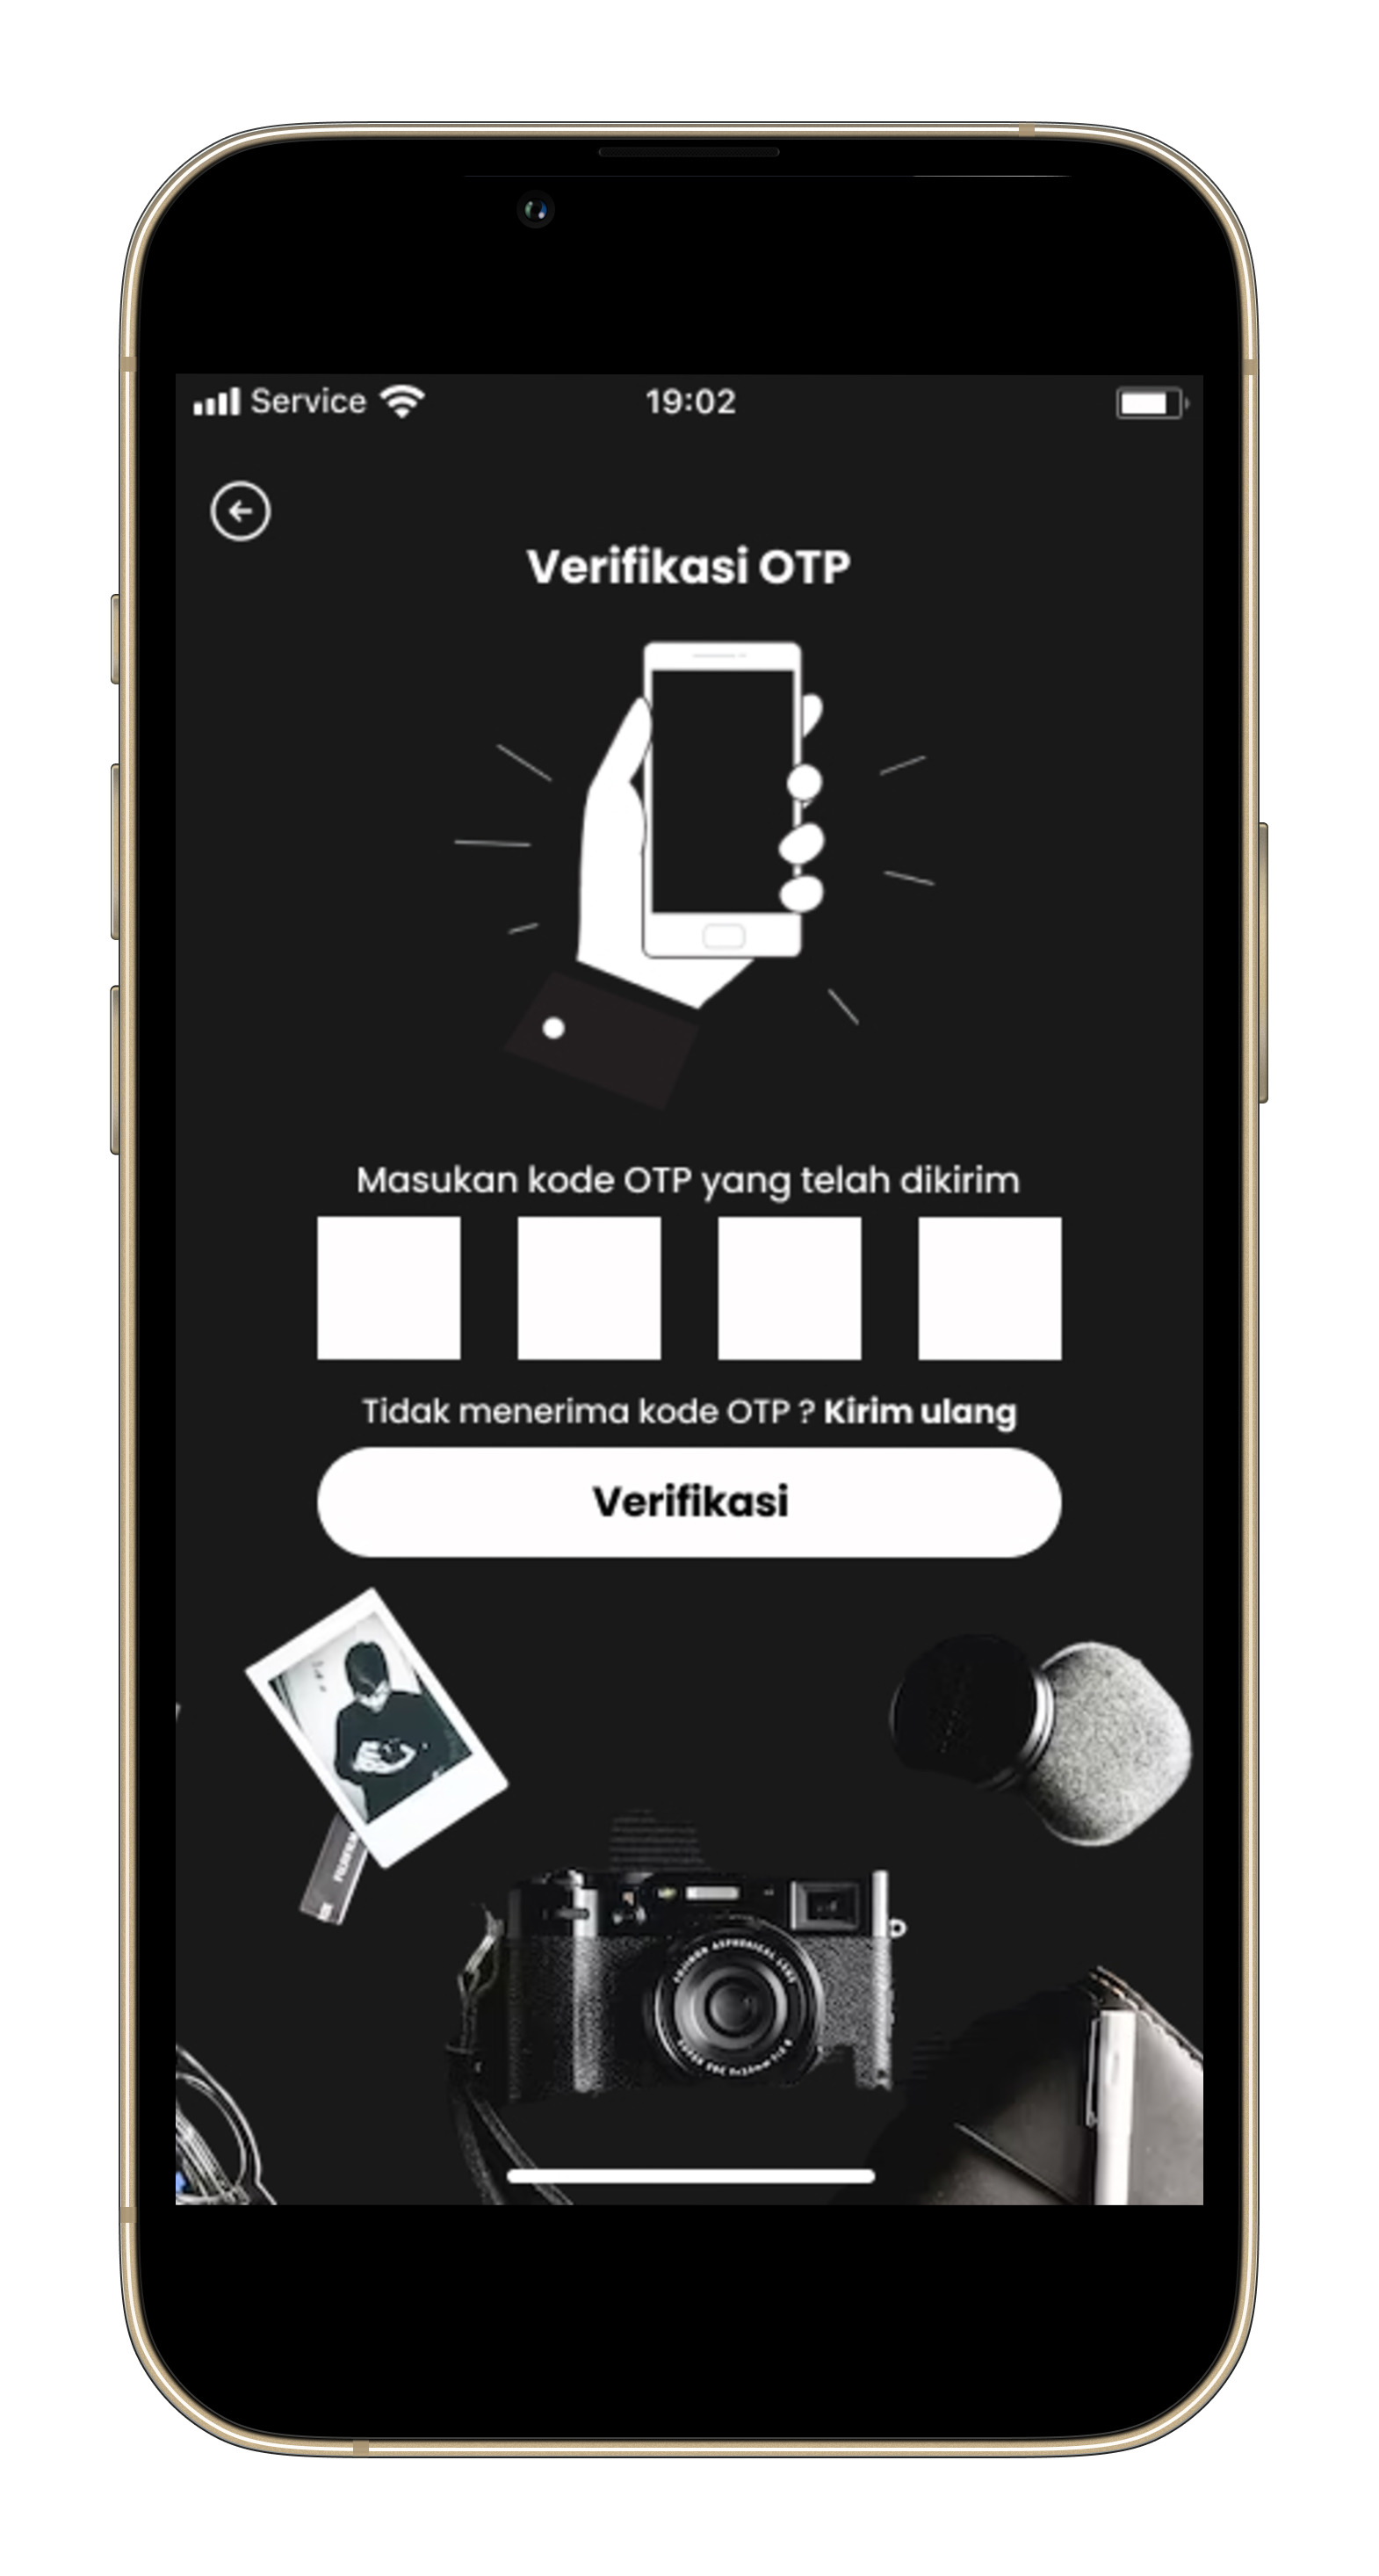 Service 19:02
Verifikasi OTP
Masukan kode OTP yang telah dikirim
Tidak menerima kode OTP ? Kirim ulang
Verifikasi